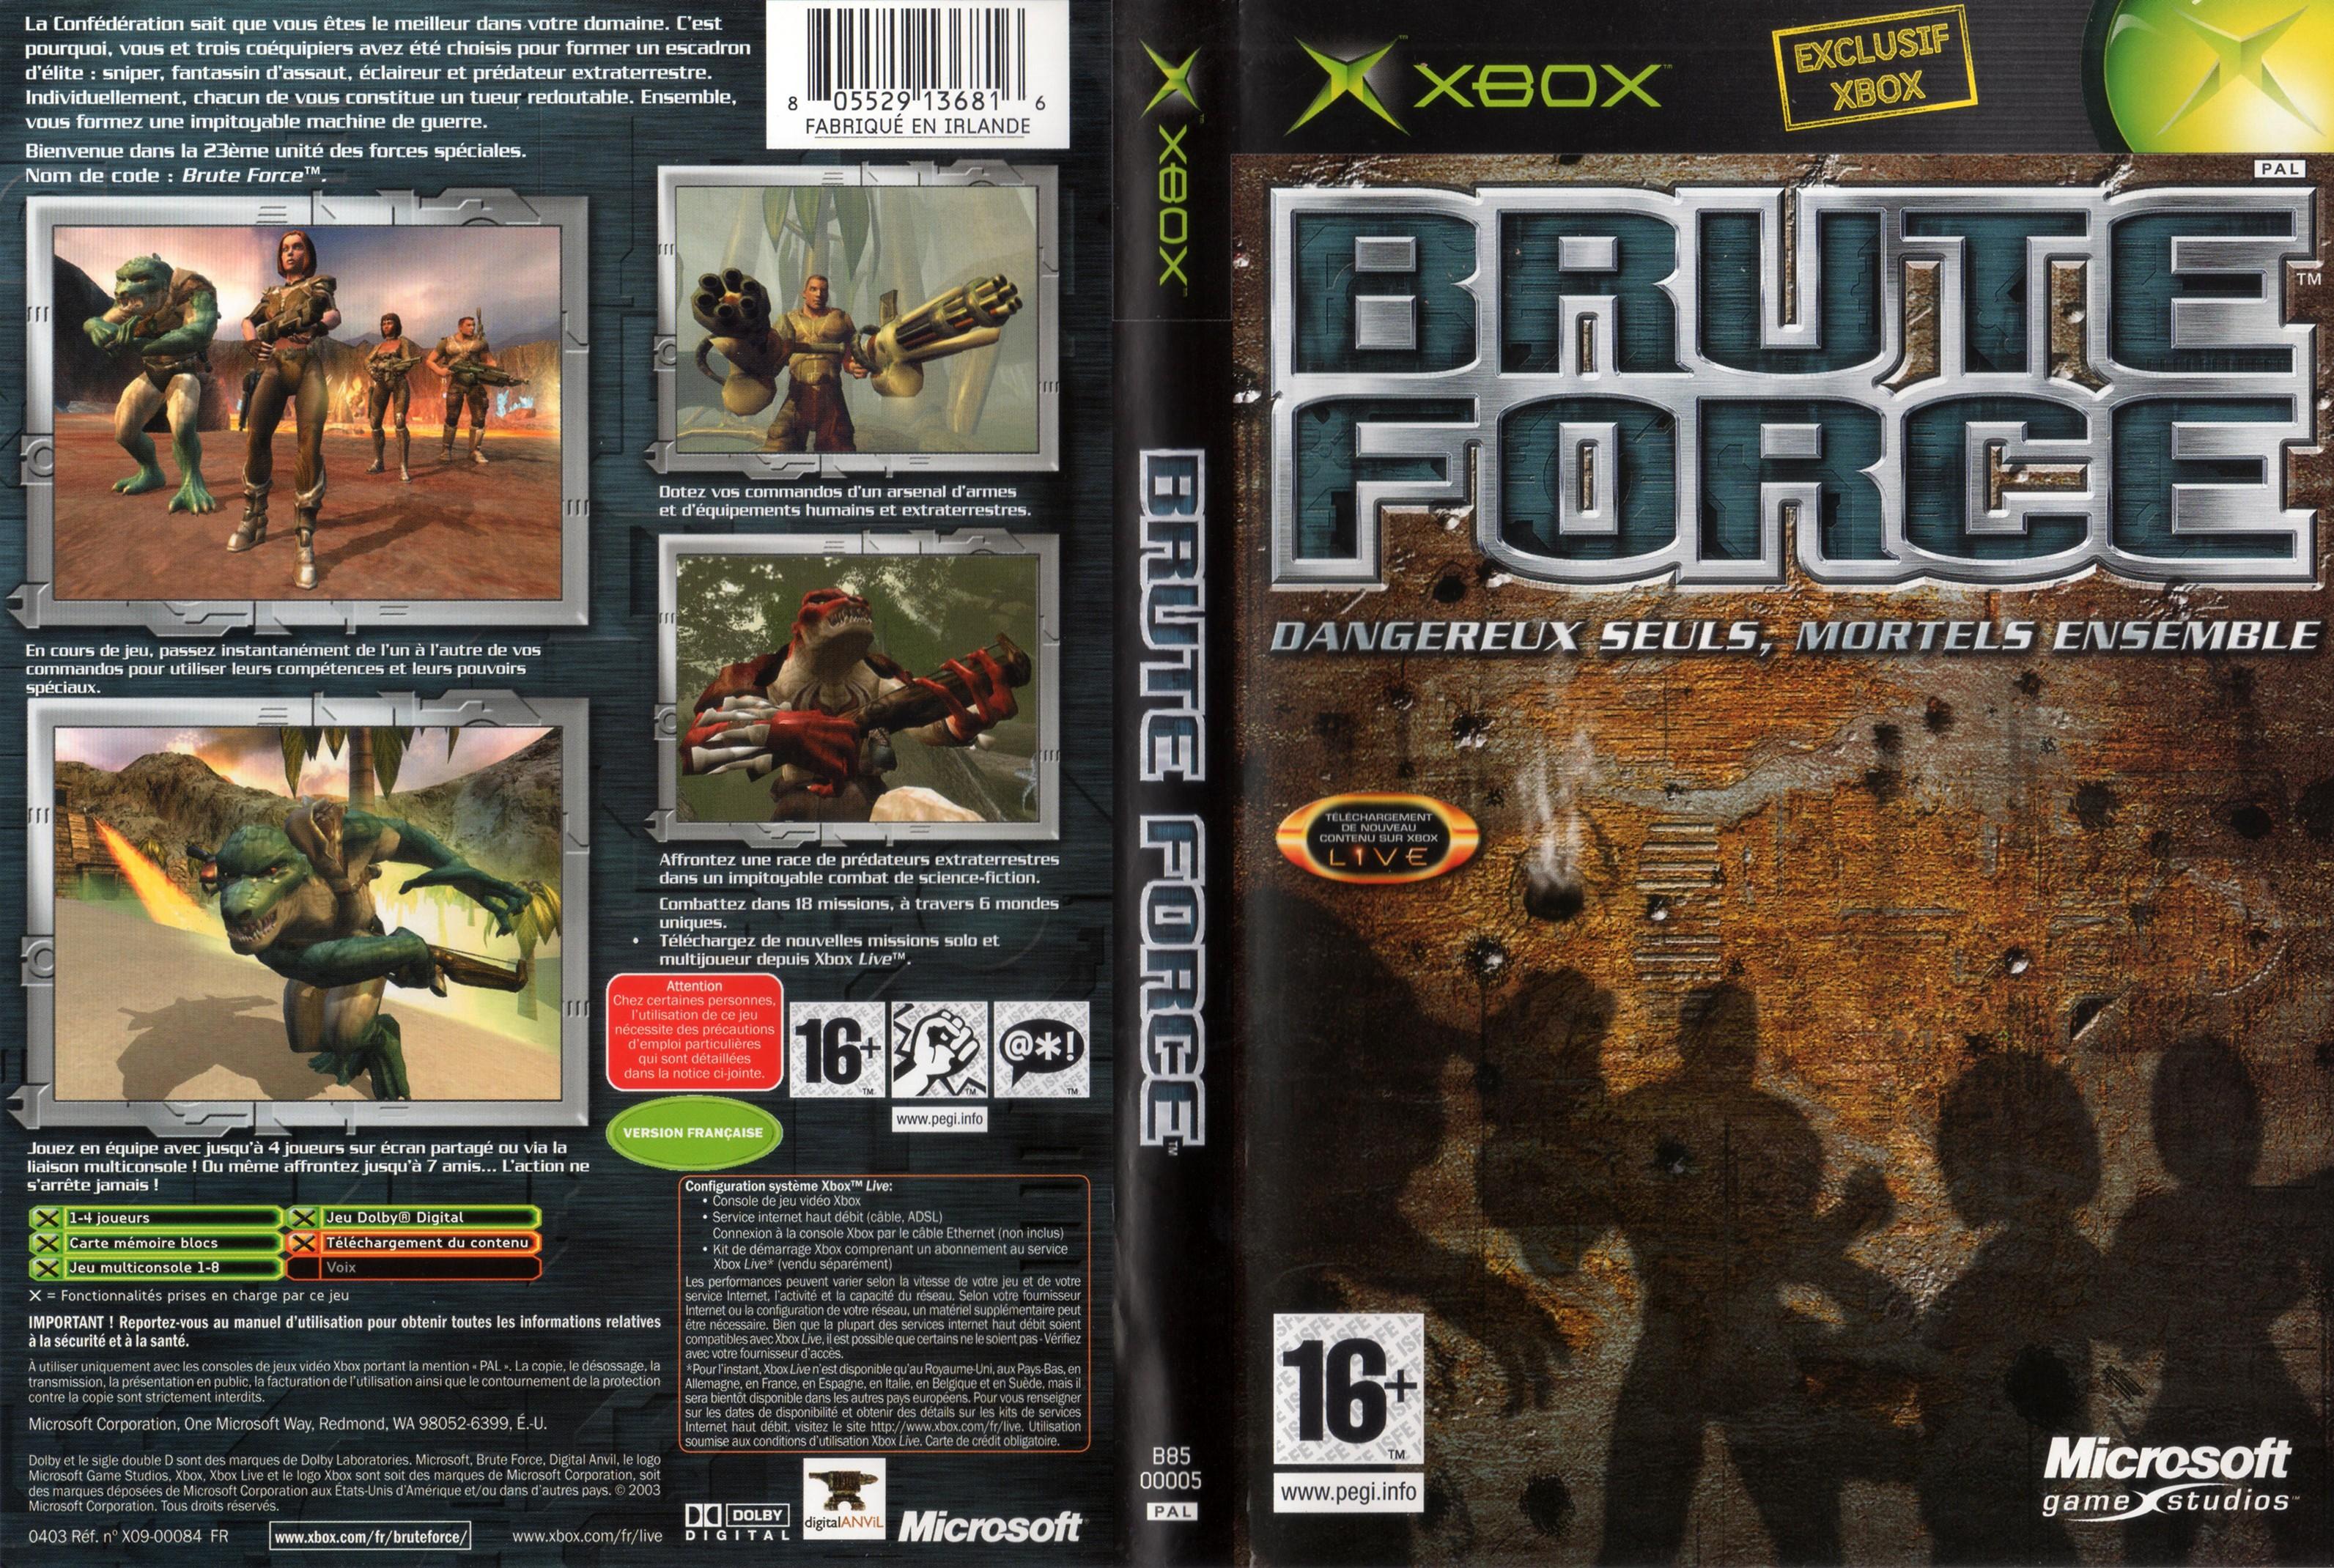 La Confédération sait que vous êtes le meilleur dans votre domaine. C'est
pourquoi, vous et trois coéquipiers avez été choisis pour former un escadron
d'élite : sniper, fantassin d'assaut, éclaireur et prédateur extraterrestre.
Individuellement, chacun de vous constitue un tueur redoutable. Ensemble,
vous formez une impitoyable machine de guerre.
Bienvenue dans la 23ème unité des forces spéciales.
Nom de code : Brute Force™.
8 05529 13681 6
FABRIQUÉ EN IRLANDE
En cours de jeu, passez instantanément de l'un à l'autre de vos
commandos pour utiliser leurs compétences et leurs pouvoirs
spéciaux.
Dotez vos commandos d'un arsenal d'armes
et d'équipements humains et extraterrestres.
Affrontez une race de prédateurs extraterrestres
dans un impitoyable combat de science-fiction.
Combattez dans 18 missions, à travers 6 mondes
uniques.
• Téléchargez de nouvelles missions solo et
multijoueur depuis Xbox Live™.
Attention
Chez certaines personnes,
l'utilisation de ce jeu
nécessite des précautions
d'emploi particulières
qui sont détaillées
dans la notice ci-jointe.
16+ ™
™
@*! ™
www.pegi.info
VERSION FRANÇAISE
Jouez en équipe avec jusqu'à 4 joueurs sur écran partagé ou via la
liaison multiconsole ! Ou même affrontez jusqu'à 7 amis... L'action ne
s'arrête jamais !
1-4 joueurs
Jeu Dolby® Digital
Carte mémoire blocs
Téléchargement du contenu
Jeu multiconsole 1-8
Voix
X = Fonctionnalités prises en charge par ce jeu
IMPORTANT ! Reportez-vous au manuel d'utilisation pour obtenir toutes les informations relatives
à la sécurité et à la santé.
À utiliser uniquement avec les consoles de jeux vidéo Xbox portant la mention « PAL ». La copie, le désossage, la
transmission, la présentation en public, la facturation de l'utilisation ainsi que le contournement de la protection
contre la copie sont strictement interdits.
Microsoft Corporation, One Microsoft Way, Redmond, WA 98052-6399, É.-U.
Dolby et le sigle double D sont des marques de Dolby Laboratories. Microsoft, Brute Force, Digital Anvil, le logo
Microsoft Game Studios, Xbox, Xbox Live et le logo Xbox sont soit des marques de Microsoft Corporation, soit
des marques déposées de Microsoft Corporation aux États-Unis d'Amérique et/ou dans d'autres pays. © 2003
Microsoft Corporation. Tous droits réservés.
0403 Réf. n° X09-00084 FR
www.xbox.com/fr/bruteforce/
www.xbox.com/fr/live
Configuration système Xbox™ Live:
• Console de jeu vidéo Xbox
• Service internet haut débit (câble, ADSL)
Connexion à la console Xbox par le câble Ethernet (non inclus)
• Kit de démarrage Xbox comprenant un abonnement au service
Xbox Live* (vendu séparément)
Les performances peuvent varier selon la vitesse de votre jeu et de votre
service Internet, l'activité et la capacité du réseau. Selon votre fournisseur
Internet ou la configuration de votre réseau, un matériel supplémentaire peut
être nécessaire. Bien que la plupart des services internet haut débit soient
compatibles avec Xbox Live, il est possible que certains ne le soient pas - Vérifiez
avec votre fournisseur d'accès.
*Pour l'instant, Xbox Live n'est disponible qu'au Royaume-Uni, aux Pays-Bas, en
Allemagne, en France, en Espagne, en Italie, en Belgique et en Suède, mais il
sera bientôt disponible dans les autres pays européens. Pour vous renseigner
sur les dates de disponibilité et obtenir des détails sur les kits de services
Internet haut débit, visitez le site http://www.xbox.com/fr/live. Utilisation
soumise aux conditions d'utilisation Xbox Live. Carte de crédit obligatoire.
DOLBY
DIGITAL
digitalANViL
Microsoft
XBOX™
BRUTE FORCE™
B85
00005
PAL
XBOX™
EXCLUSIF
XBOX
PAL
BRUTE
FORCE™
DANGEREUX SEULS, MORTELS ENSEMBLE
TÉLÉCHARGEMENT
DE NOUVEAU
CONTENU SUR XBOX
LIVE
16+ ™
www.pegi.info
Microsoft
game studios™